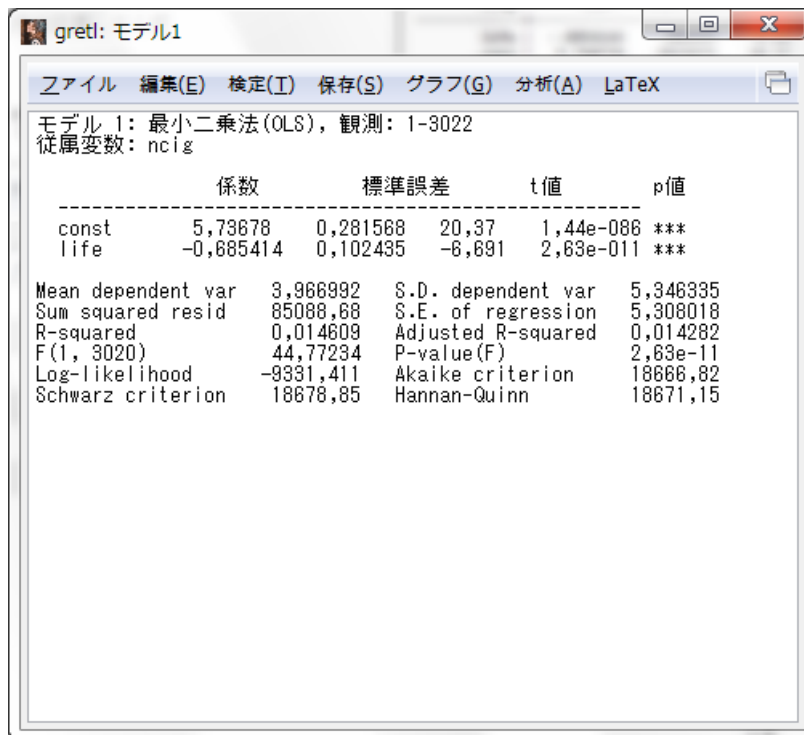 gretl: モデル1
ファイル 編集(E) 検定(T) 保存(S) グラフ(G) 分析(A) LaTeX
モデル 1: 最小二乗法(OLS), 観測: 1-3022
従属変数: ncig
係数 標準誤差 t値 p値
-------------------------------------------------------
const 5,73678 0,281568 20,37 1,44e-086 ***
life -0,685414 0,102435 -6,691 2,63e-011 ***
Mean dependent var 3,966992 S.D. dependent var 5,346335
Sum squared resid 85088,68 S.E. of regression 5,308018
R-squared 0,014609 Adjusted R-squared 0,014282
F(1, 3020) 44,77234 P-value(F) 2,63e-11
Log-likelihood -9331,411 Akaike criterion 18666,82
Schwarz criterion 18678,85 Hannan-Quinn 18671,15